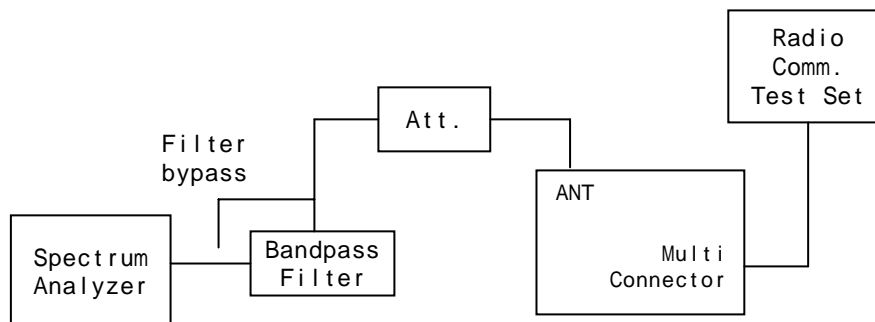 Radio
Comm.
Test Set
Att.
Filter
bypass
ANT
Spectrum
Analyzer
Bandpass
Filter
Multi
Connector